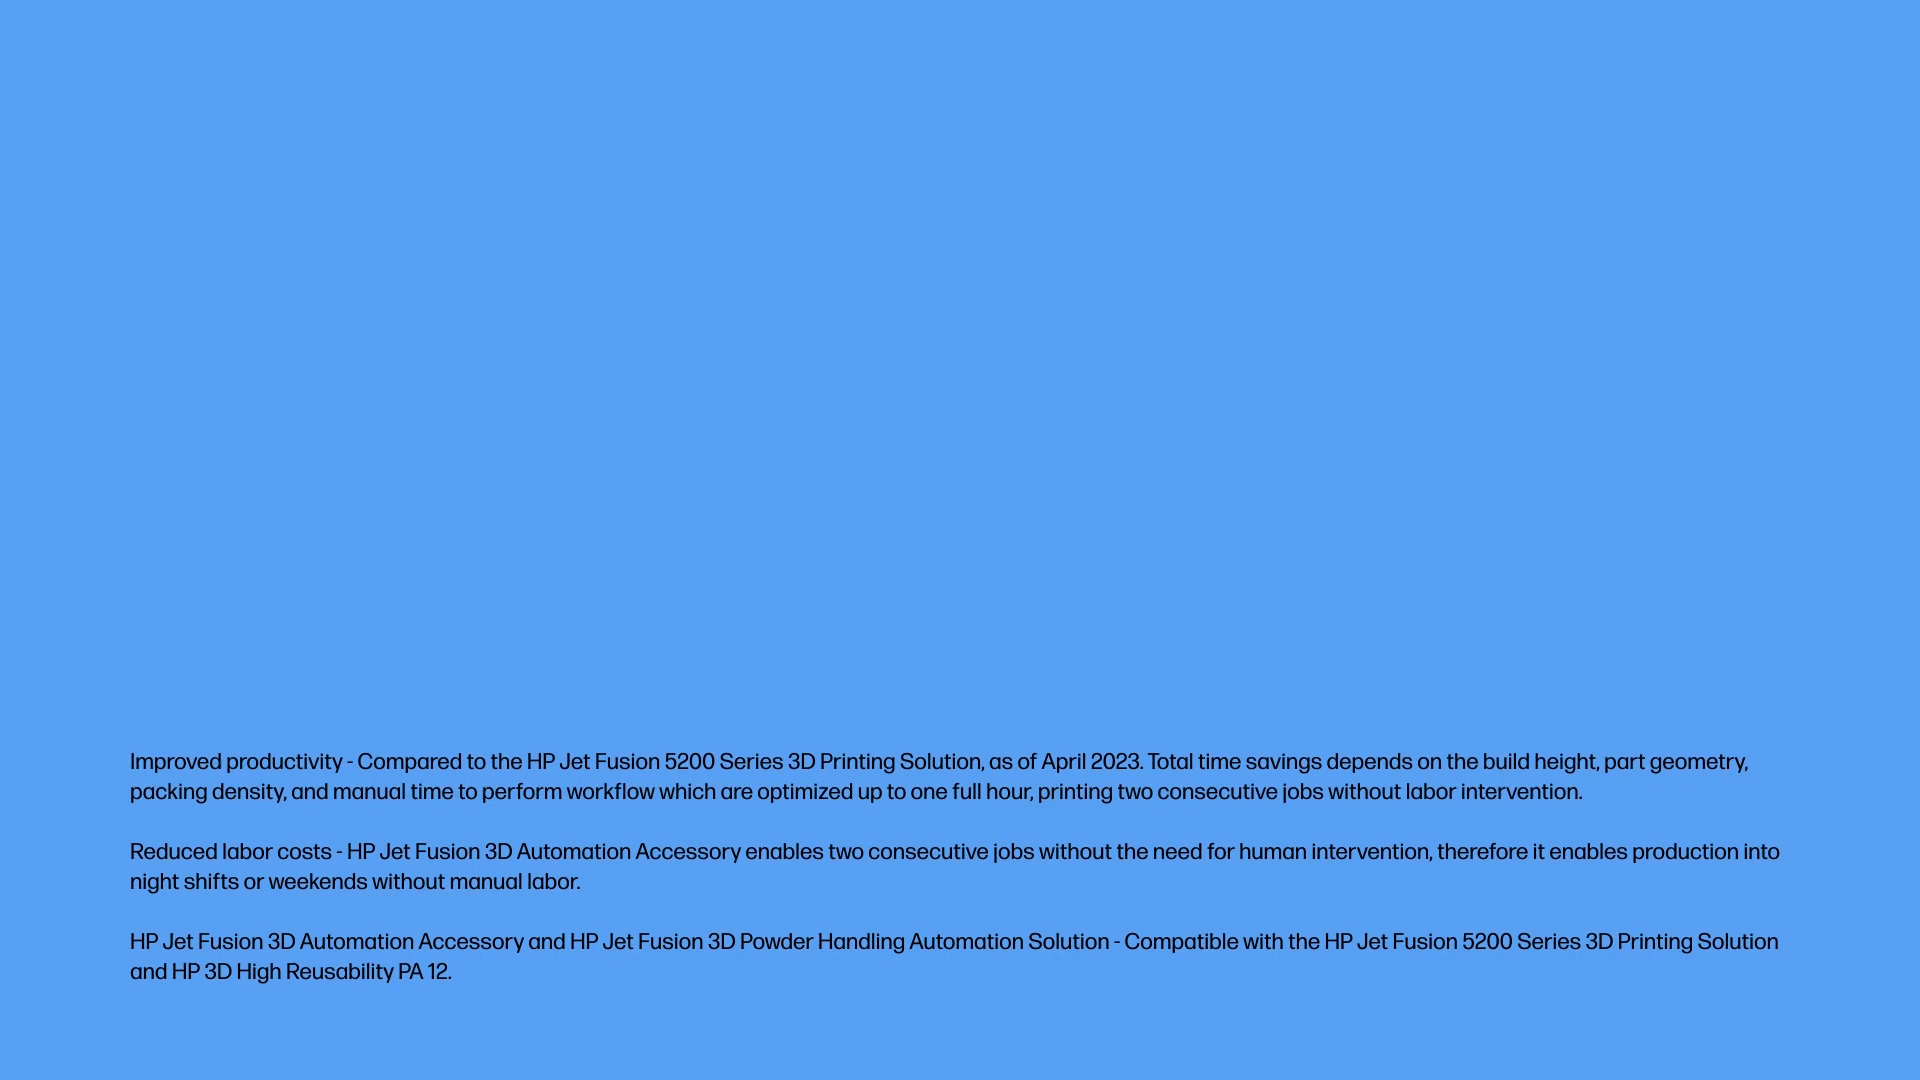 Improved productivity - Compared to the HP Jet Fusion 5200 Series 3D Printing Solution, as of April 2023. Total time savings depends on the build height, part geometry,
packing density, and manual time to perform workflow which are optimized up to one full hour, printing two consecutive jobs without labor intervention.
Reduced labor costs - HP Jet Fusion 3D Automation Accessory enables two consecutive jobs without the need for human intervention, therefore it enables production into
night shifts or weekends without manual labor.
HP Jet Fusion 3D Automation Accessory and HP Jet Fusion 3D Powder Handling Automation Solution - Compatible with the HP Jet Fusion 5200 Series 3D Printing Solution
and HP 3D High Reusability PA 12.